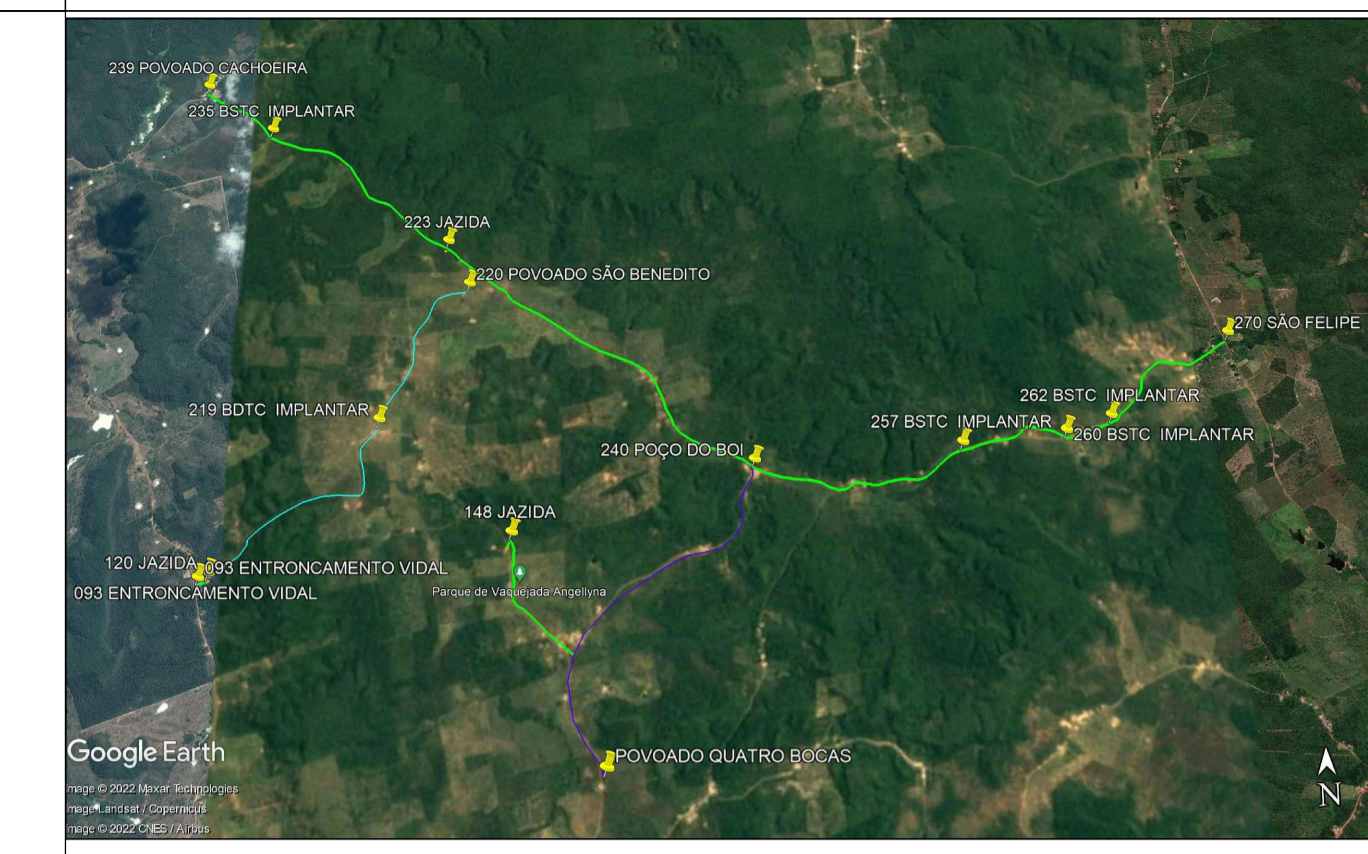 239 POVOADO CACHOEIRA
235 BSTC  IMPLANTAR
223 JAZIDA
220 POVOADO SÃO BENEDITO
270 SÃO FELIPE
262 BSTC  IMPLANTAR
219 BDTC  IMPLANTAR
257 BSTC  IMPLANTAR
260 BSTC  IMPLANTAR
240 POÇO DO BOI
148 JAZIDA
120 JAZIDA
093 ENTRONCAMENTO VIDAL
093 ENTRONCAMENTO VIDAL
Parque de Vaquejada Angellyna
POVOADO QUATRO BOCAS
Google Earth
mage © 2022 Maxar Technologies
mage Landsat / Copernicus
mage © 2022 CNES / Airbus
N